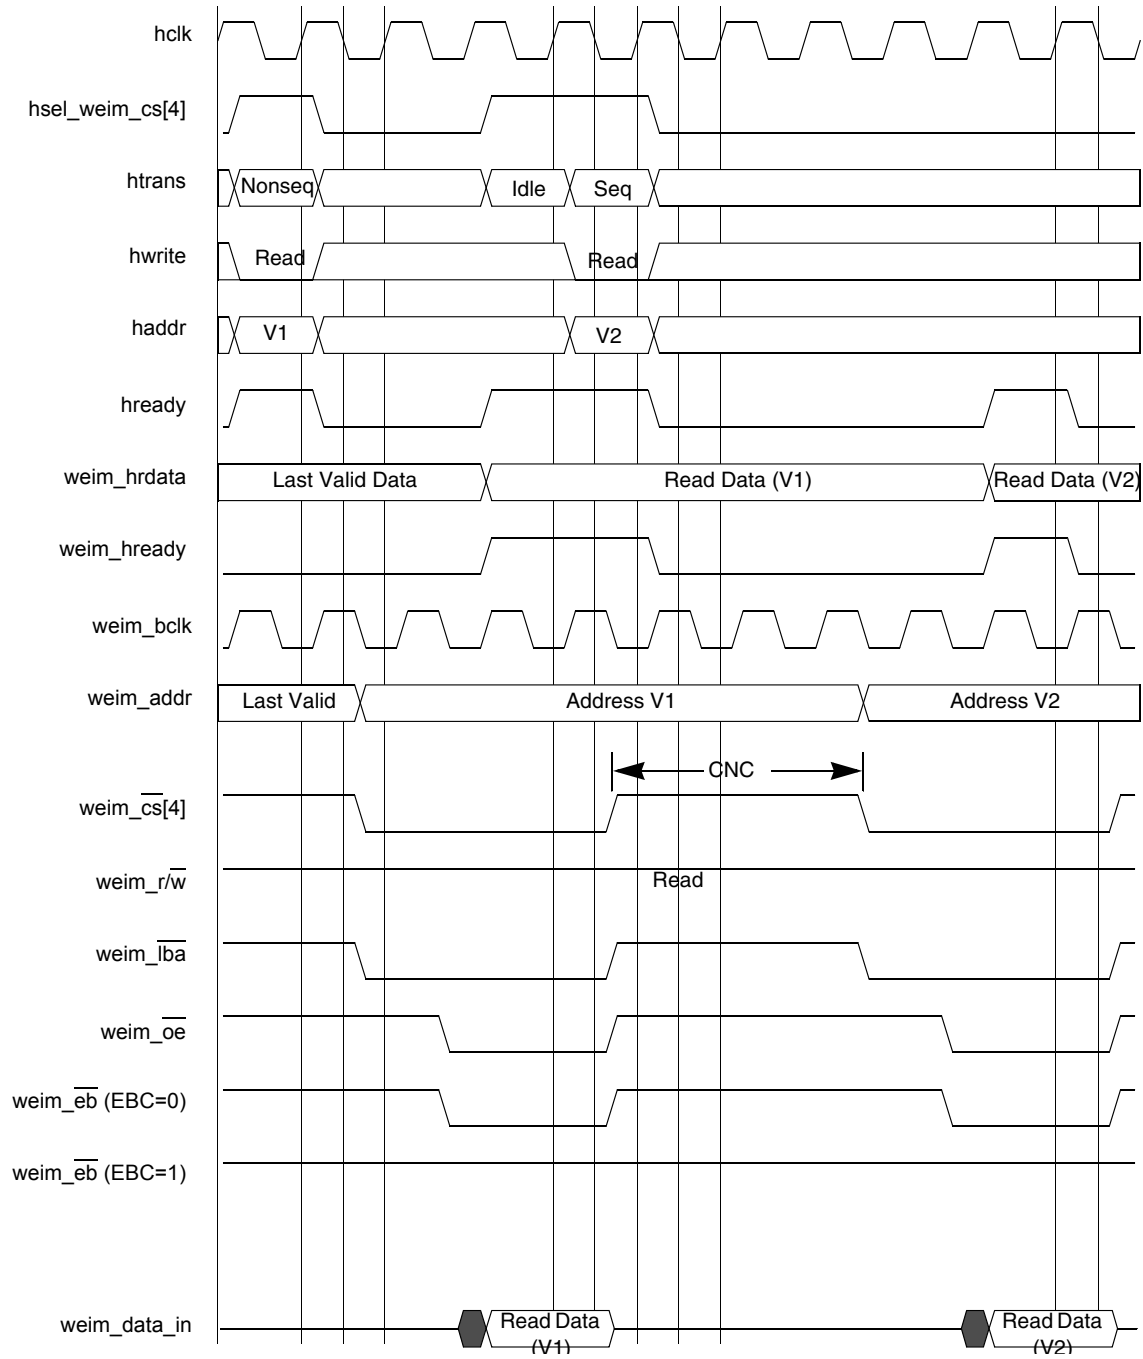 hclk
hsel_weim_cs[4]
htrans Nonseq Idle Seq
hwrite Read Read
haddr V1 V2
hready
weim_hrdata Last Valid Data Read Data (V1) Read Data (V2)
weim_hready
weim_bclk
weim_addr Last Valid Address V1 Address V2
CNC
weim_cs[4]
weim_r/w Read
weim_lba
weim_oe
weim_eb (EBC=0)
weim_eb (EBC=1)
weim_data_in Read Data Read Data
(V1) (V2)